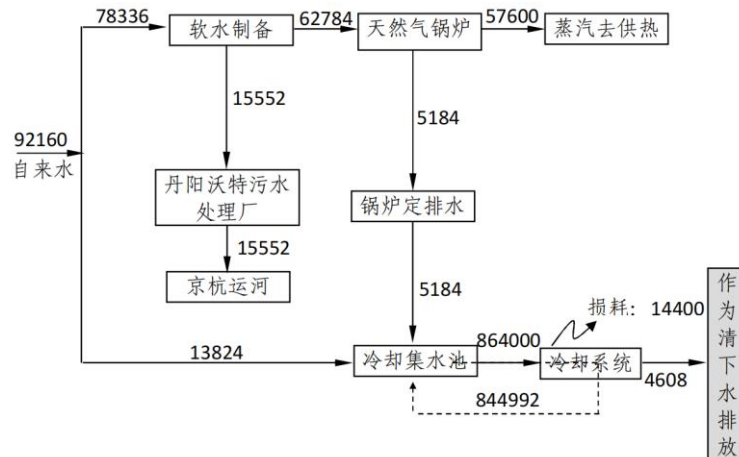 78336
软水制备
62784
天然气锅炉
57600
蒸汽去供热
15552
5184
92160
自来水
丹阳沃特污水
处理厂
锅炉定排水
15552
京杭运河
5184
损耗：14400
13824
冷却集水池
864000
冷却系统
4608
844992
作
为
清
下
水
排
放